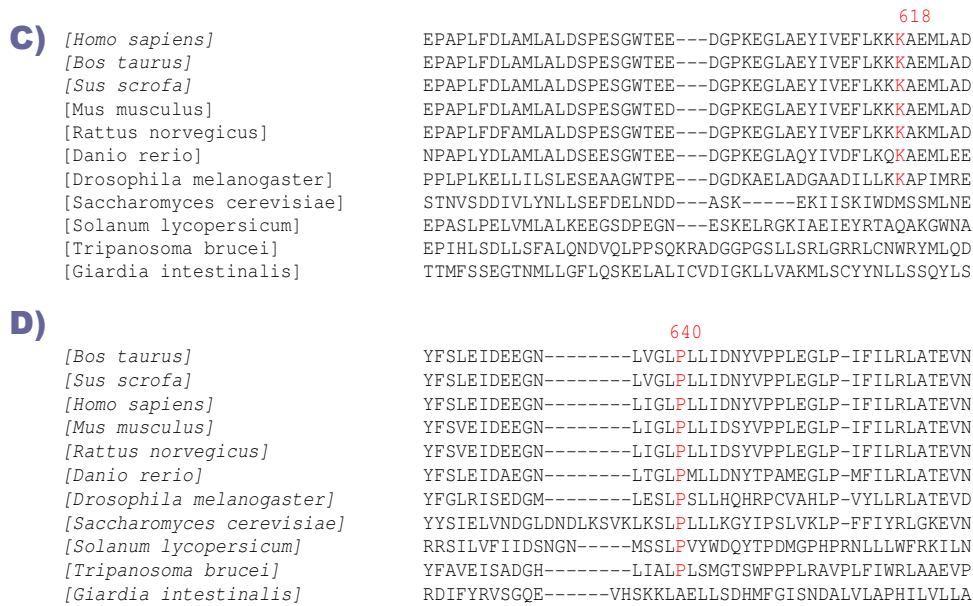 618
C) [Homo sapiens] EPAPLFDLAMLALDSPESGWTEE---DGPKEGLAEYIVEFLKKKAEMLAD
[Bos taurus] EPAPLFDLAMLALDSPESGWTEE---DGPKEGLAEYIVEFLKKKAEMLAD
[Sus scrofa] EPAPLFDLAMLALDSPESGWTEE---DGPKEGLAEYIVEFLKKKAEMLAD
[Mus musculus] EPAPLFDLAMLALDSPESGWTED---DGPKEGLAEYIVEFLKKKAEMLAD
[Rattus norvegicus] EPAPLFDFAMLALDSPESGWTEE---DGPKEGLAEYIVEFLKKKAKMLAD
[Danio rerio] NPAPLYDLAMLALDSEESGWTEE---DGPKEGLAQYIVDFLKQKAEMLEE
[Drosophila melanogaster] PPLPLKELLILSLESEAAGWTPE---DGDKAELADGAADILLKKAPIMRE
[Saccharomyces cerevisiae] STNVSDDIVLYNLLSEFDELNDD---ASK-----EKIISKIWDMSSMLNE
[Solanum lycopersicum] EPASLPELVMLALKEEGSDPEGN---ESKELRGKIAEIEYRTAQAKGWNA
[Tripanosoma brucei] EPIHLSDLLSFALQNDVQLPPSQKRADGGPGSLLSRLGRRLCNWRYMLQD
[Giardia intestinalis] TTMFSSEGTNMLLGFLQSKELALICVDIGKLLVAKMLSCYYNLLSSQYLS
D)
640
[Bos taurus] YFSLEIDEEGN--------LVGLPLLIDNYVPPLEGLP-IFILRLATEVN
[Sus scrofa] YFSLEIDEEGN--------LVGLPLLIDNYVPPLEGLP-IFILRLATEVN
[Homo sapiens] YFSLEIDEEGN--------LIGLPLLIDNYVPPLEGLP-IFILRLATEVN
[Mus musculus] YFSVEIDEEGN--------LIGLPLLIDSYVPPLEGLP-IFILRLATEVN
[Rattus norvegicus] YFSVEIDEEGN--------LIGLPLLIDSYVPPLEGLP-IFILRLATEVN
[Danio rerio] YFSLEIDAEGN--------LTGLPMLLDNYTPAMEGLP-MFILRLATEVN
[Drosophila melanogaster] YFGLRISEDGM--------LESLPSLLHQHRPCVAHLP-VYLLRLATEVD
[Saccharomyces cerevisiae] YYSIELVNDGLDNDLKSVKLKSLPLLLKGYIPSLVKLP-FFIYRLGKEVN
[Solanum lycopersicum] RRSILVFIIDSNGN-----MSSLPVYWDQYTPDMGPHPRNLLLWFRKILN
[Tripanosoma brucei] YFAVEISADGH--------LIALPLSMGTSWPPPLRAVPLFIWRLAAEVP
[Giardia intestinalis] RDIFYRVSGQE------VHSKKLAELLSDHMFGISNDALVLAPHILVLLA